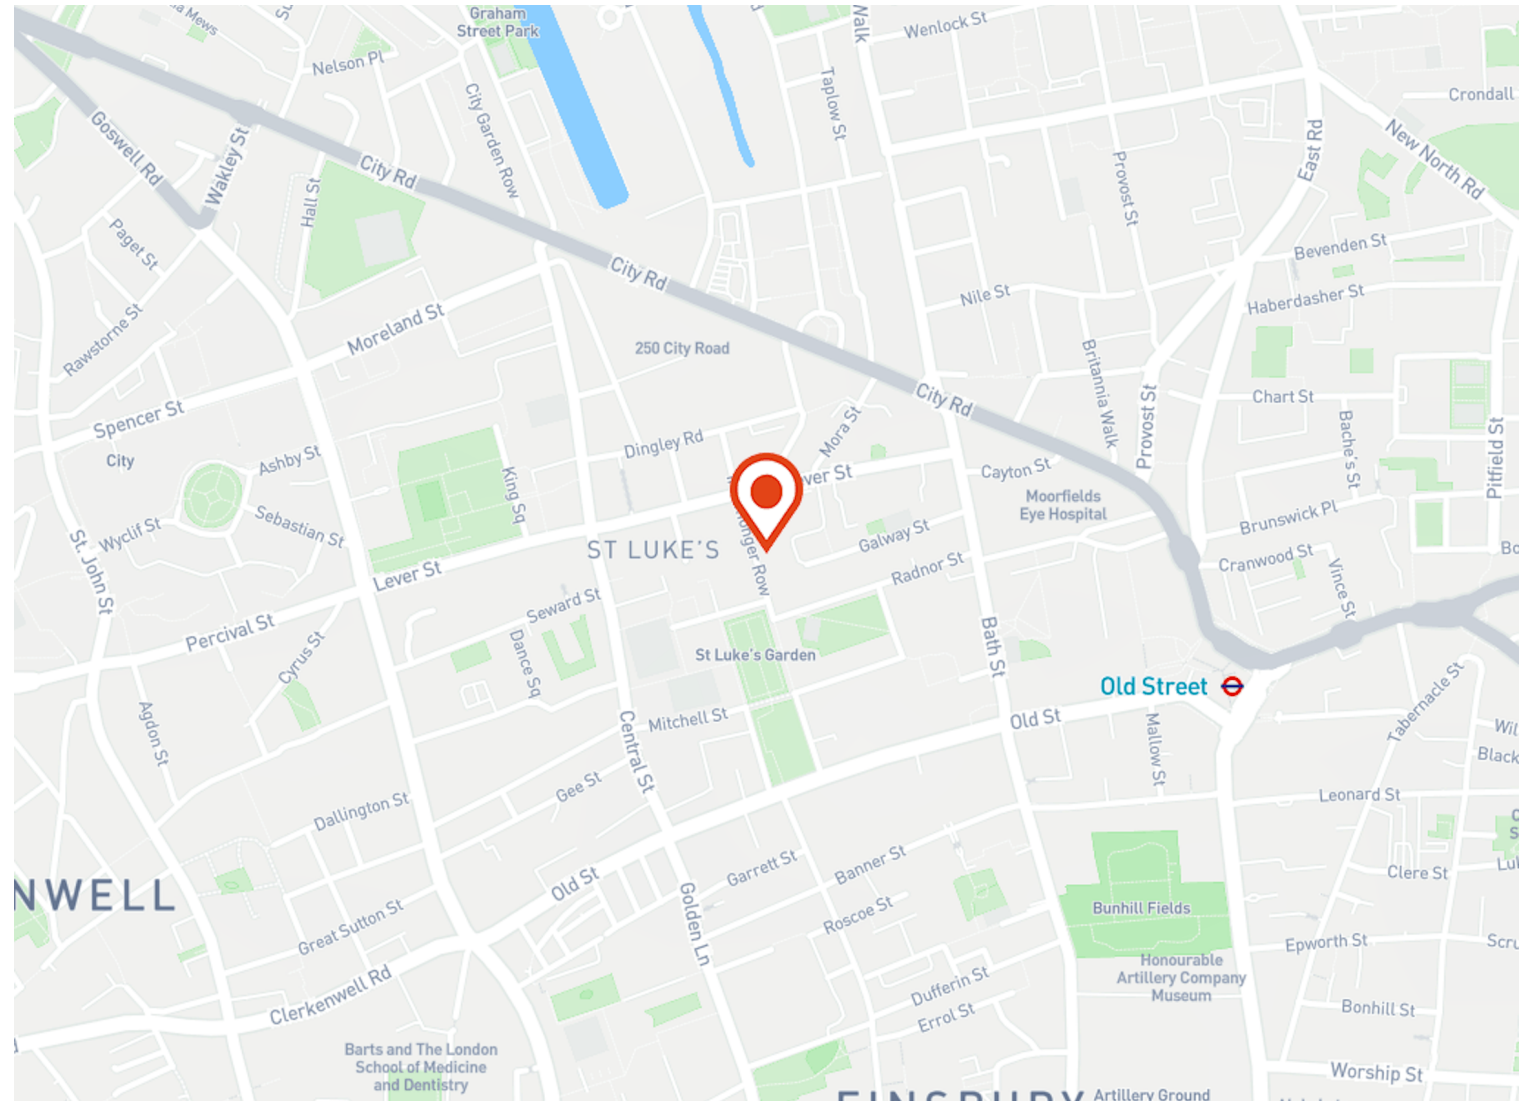 Graham
Street Park
Mews
Nelson Pl
Walk
Wenlock St
Taplow St
Crondall
City Garden Row
Goswell Rd
Wakley St
City Rd
Hall St
East Rd
New North Rd
Provost St
Paget St
Bevenden St
City Rd
Nile St
Haberdasher St
Rawstorne St
Moreland St
250 City Road
Britannia Walk
City Rd
Provost St
Chart St
Bache's St
Pitfield St
Spencer St
City
Ashby St
Dingley Rd
Mora St
King Sq
ver St
Cayton St
Moorfields
Eye Hospital
Sebastian St
Wyclif St
St. John St
onger Row
Galway St
Brunswick Pl
ST LUKE'S
Cranwood St
Vince St
Bo
Lever St
Radnor St
Seward St
Percival St
Cyrus St
Dance Sq
St Luke's Garden
Bath St
Old Street
Tabernacle St
Agdon St
Mitchell St
Central St
Old St
Mallow St
Wil
Black
Gee St
Dallington St
Leonard St
Garrett St
Banner St
Clere St
Lul
NWELL
Old St
Golden Ln
Great Sutton St
Roscoe St
Bunhill Fields
Epworth St
Scru
Clerkenwell Rd
Dufferin St
Errol St
Honourable
Artillery Company
Museum
Bonhill St
Barts and The London
School of Medicine
and Dentistry
Worship St
FINSBURY
Artillery Ground